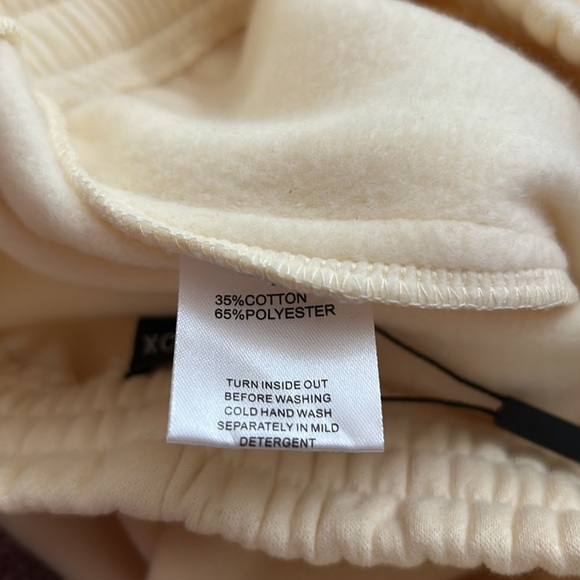 35%COTTON
65%POLYESTER
TURN INSIDE OUT
BEFORE WASHING
COLD HAND WASH
SEPARATELY IN MILD
DETERGENT